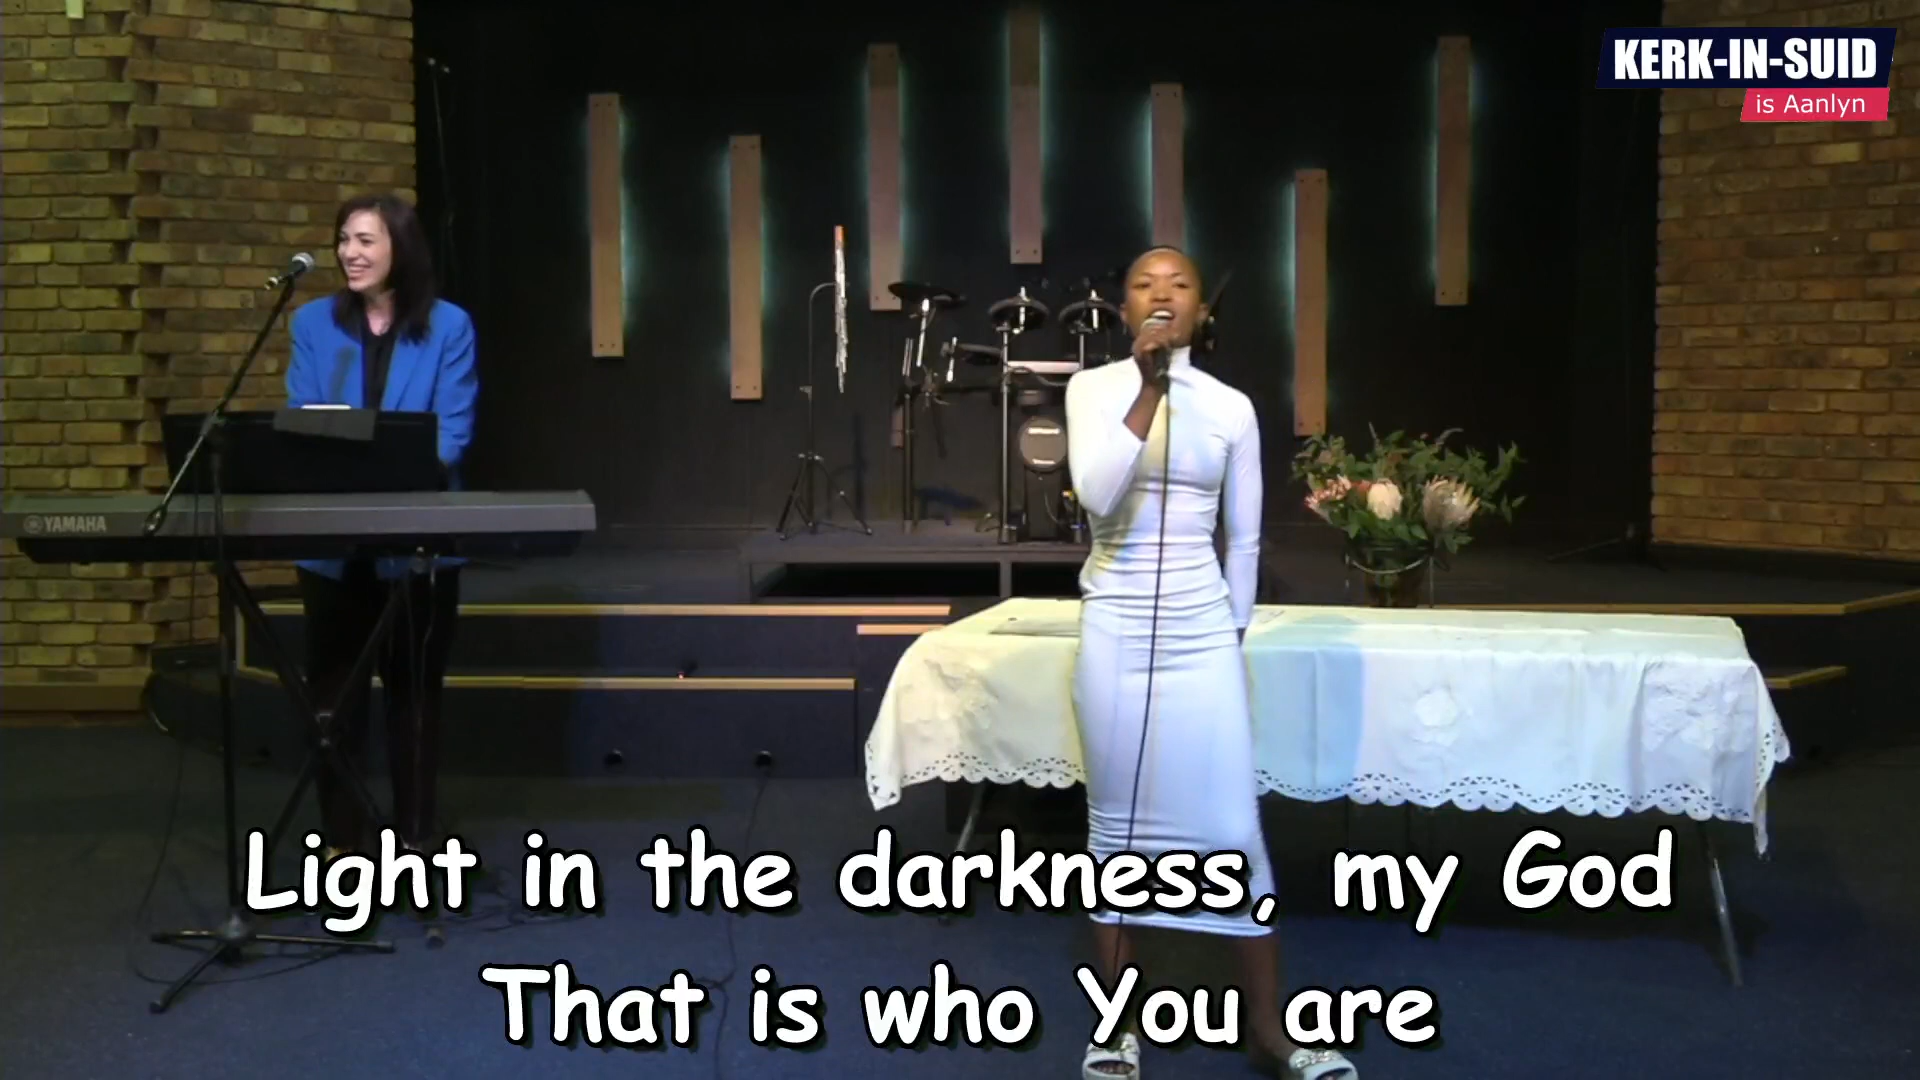 KERK-IN-SUID
is Aanlyn
YAMAHA
Light in the darkness, my God
That is who You are